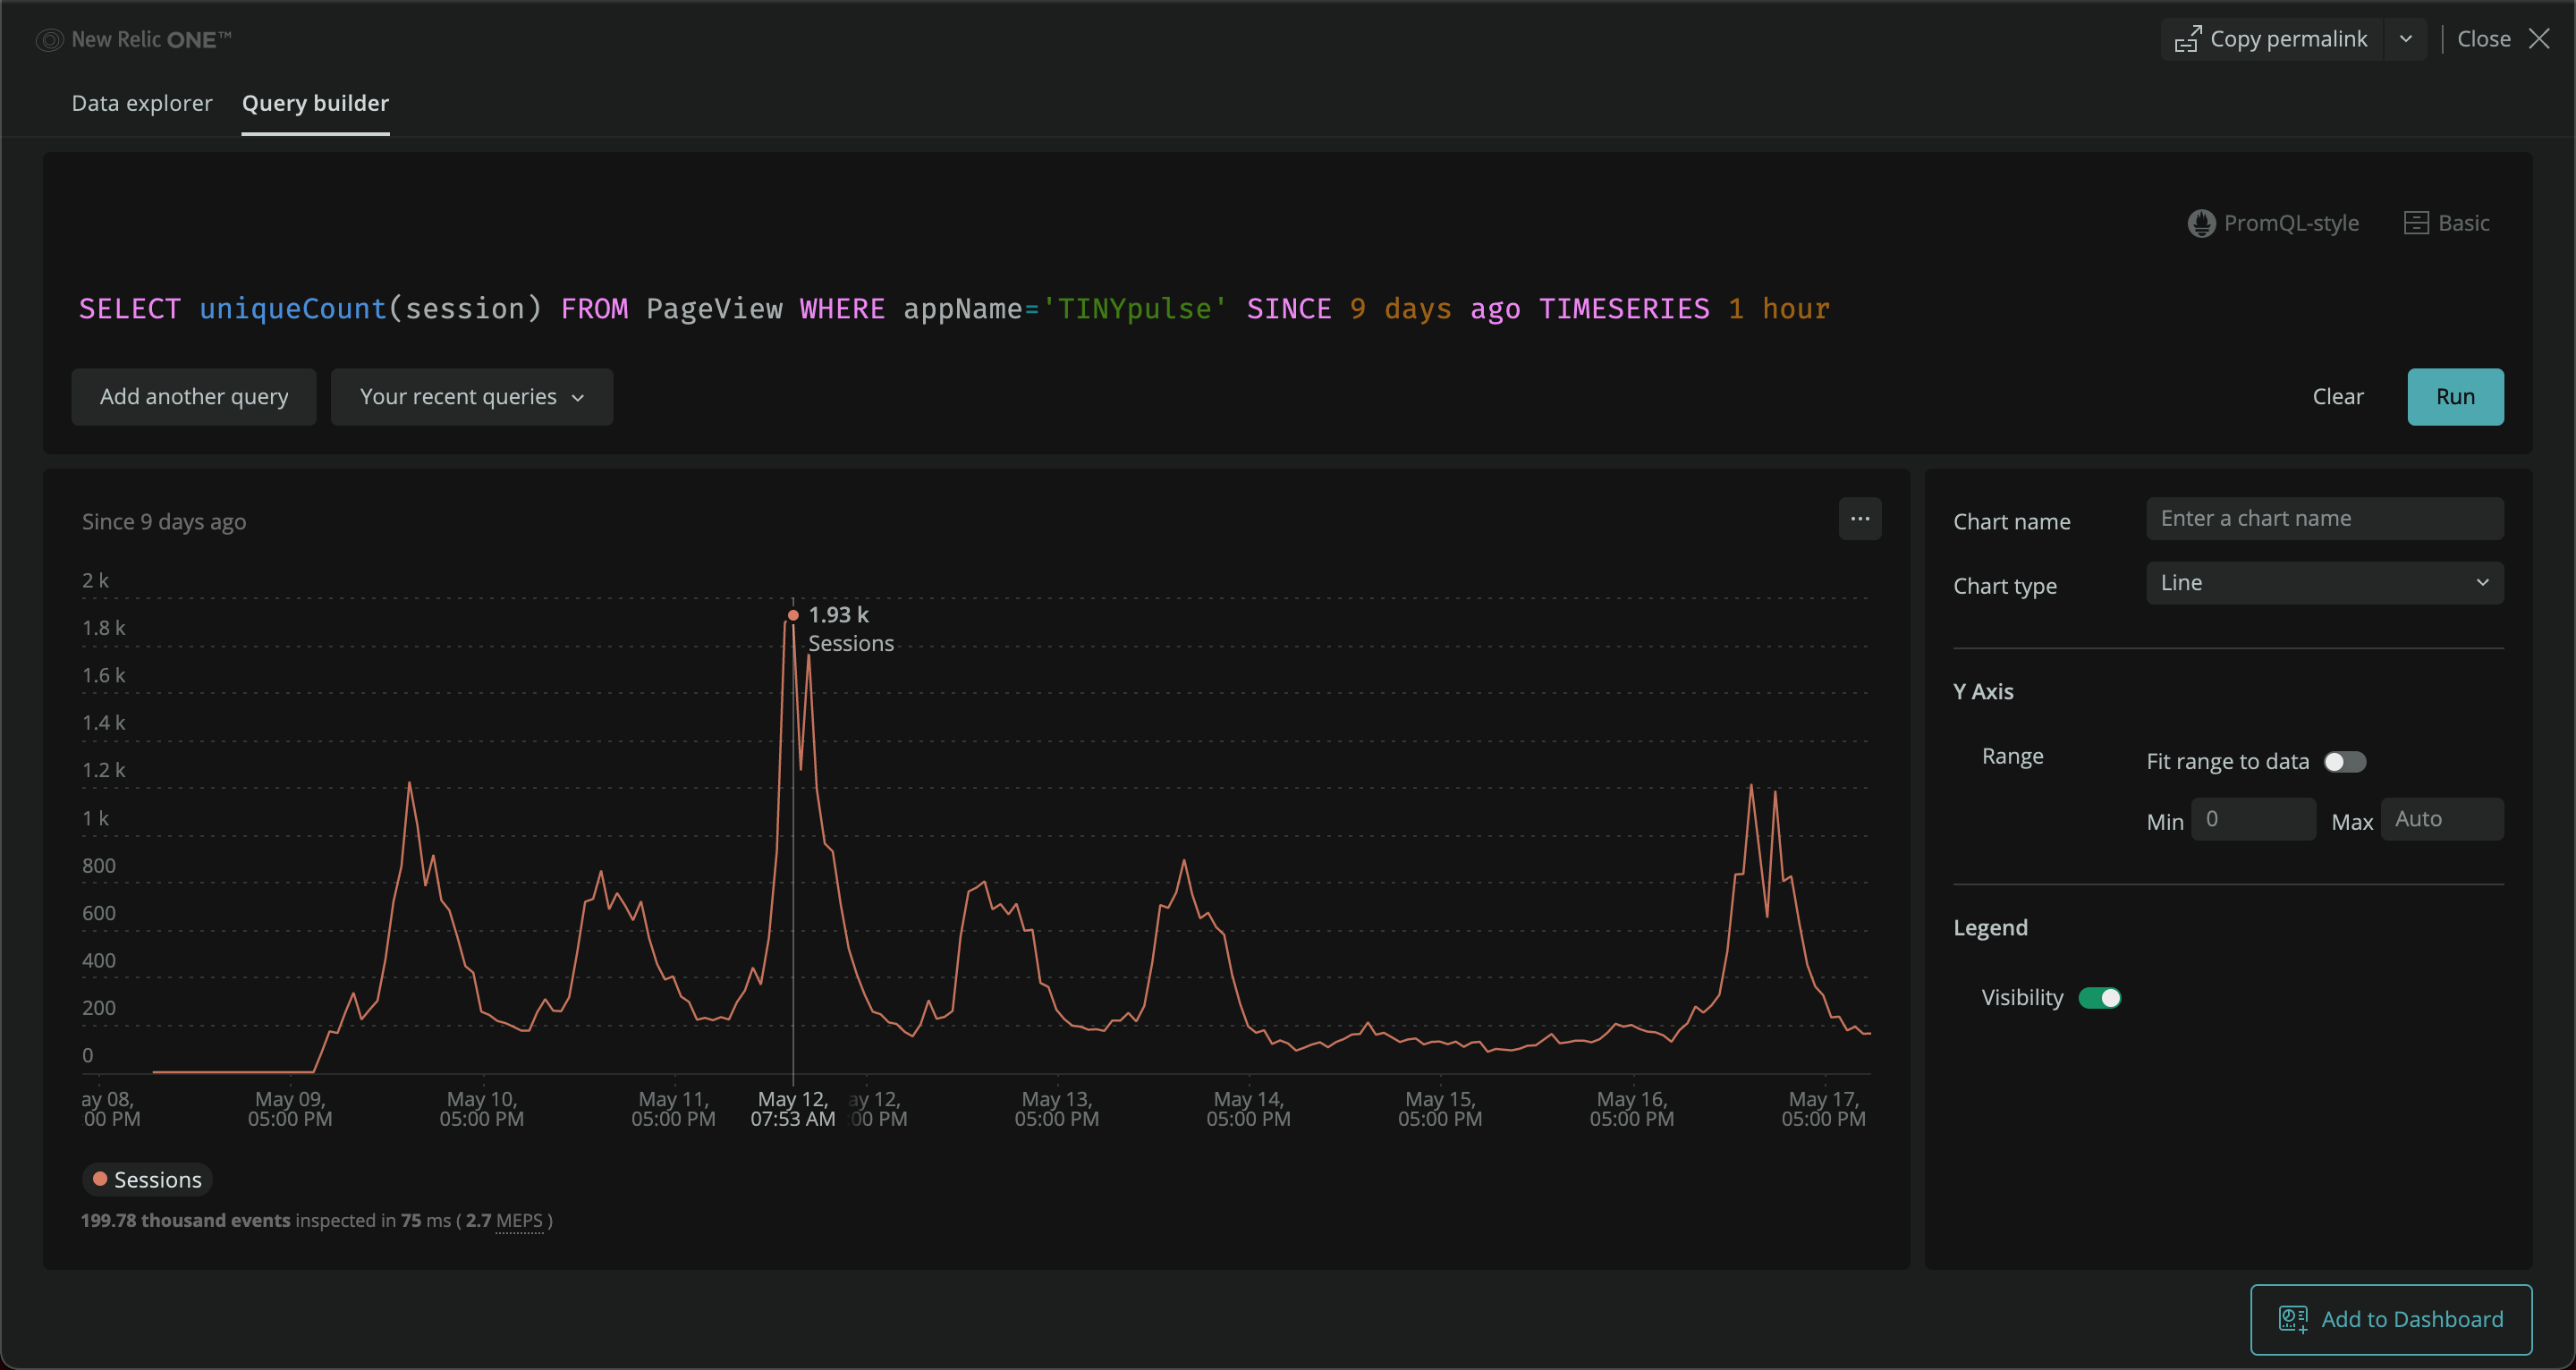 New Relic ONE™
Copy permalink
Close
Data explorer
Query builder
PromQL-style
Basic
SELECT uniqueCount(session) FROM PageView WHERE appName='TINYpulse' SINCE 9 days ago TIMESERIES 1 hour
Add another query
Your recent queries
Clear
Run
Since 9 days ago
2 k
1.8 k
1.6 k
1.4 k
1.2 k
1 k
800
600
400
200
0
1.93 k
Sessions
ay 08,
00 PM
May 09,
05:00 PM
May 10,
05:00 PM
May 11,
05:00 PM
May 12,
07:53 AM
ay 12,
:00 PM
May 13,
05:00 PM
May 14,
05:00 PM
May 15,
05:00 PM
May 16,
05:00 PM
May 17,
05:00 PM
Sessions
199.78 thousand events inspected in 75 ms ( 2.7 MEPS )
Chart name
Enter a chart name
Chart type
Line
Y Axis
Range
Fit range to data
Min
0
Max
Auto
Legend
Visibility
Add to Dashboard